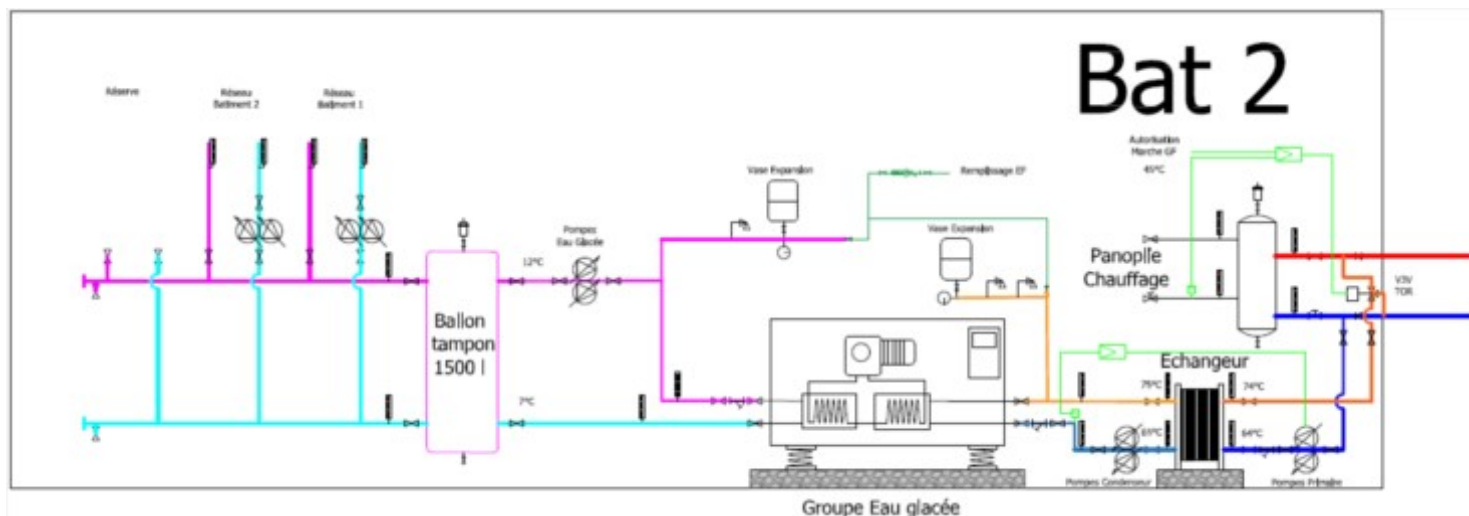 Bat 2
Réserve
Réseau
Batiment 2
Réseau
Batiment 1
Autorisation
Marche GF
45°C
Vase Expansion
Remplissage EF
Pompes
Eau Glacée
Vase Expansion
12°C
Panoplie
Chauffage
V3V
TOR
Ballon
tampon
1500 l
Echangeur
7°C
74°C
64°C
Pompes Condenseur
Pompes Primaire
Groupe Eau glacée